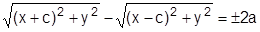 √((x+c)²+y²) − √((x−c)²+y²) = ±2a